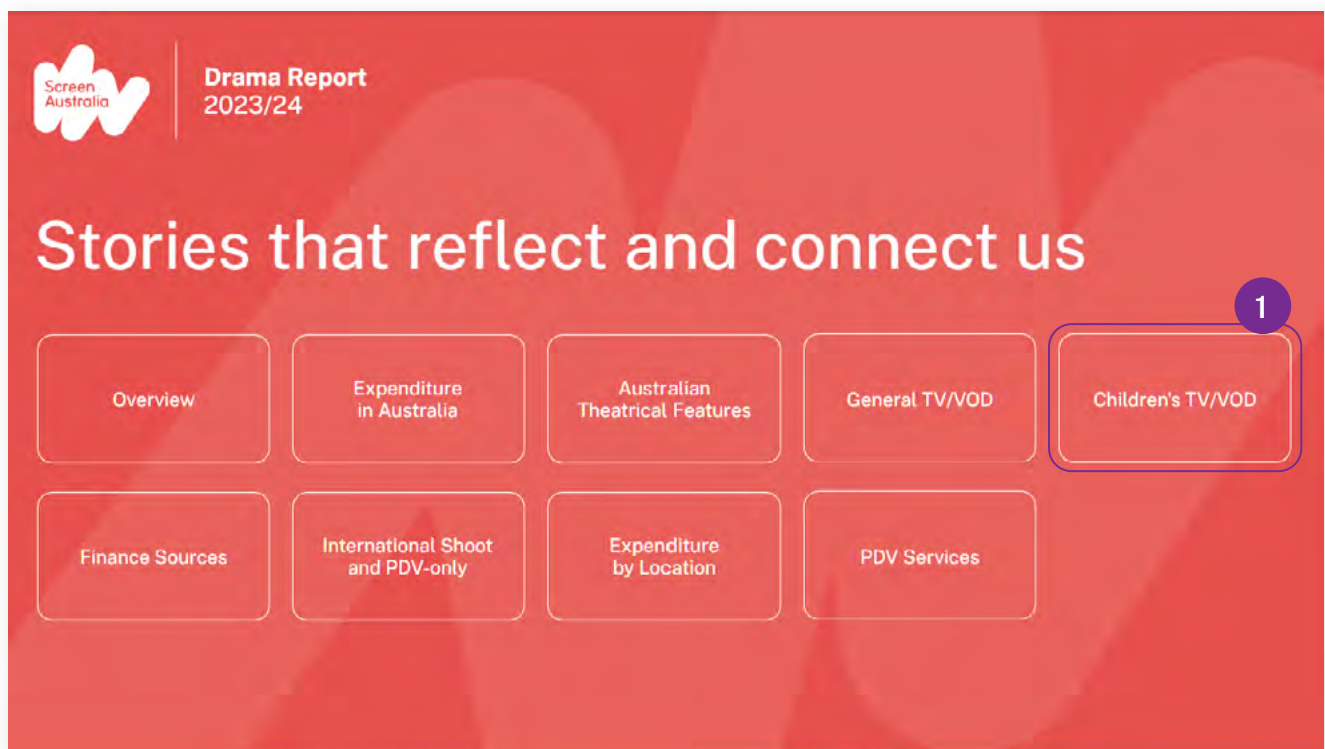 Screen
Australia
Drama Report
2023/24
Stories that reflect and connect us
1
Overview
Expenditure
in Australia
Australian
Theatrical Features
General TV/VOD
Children's TV/VOD
Finance Sources
International Shoot
and PDV-only
Expenditure
by Location
PDV Services